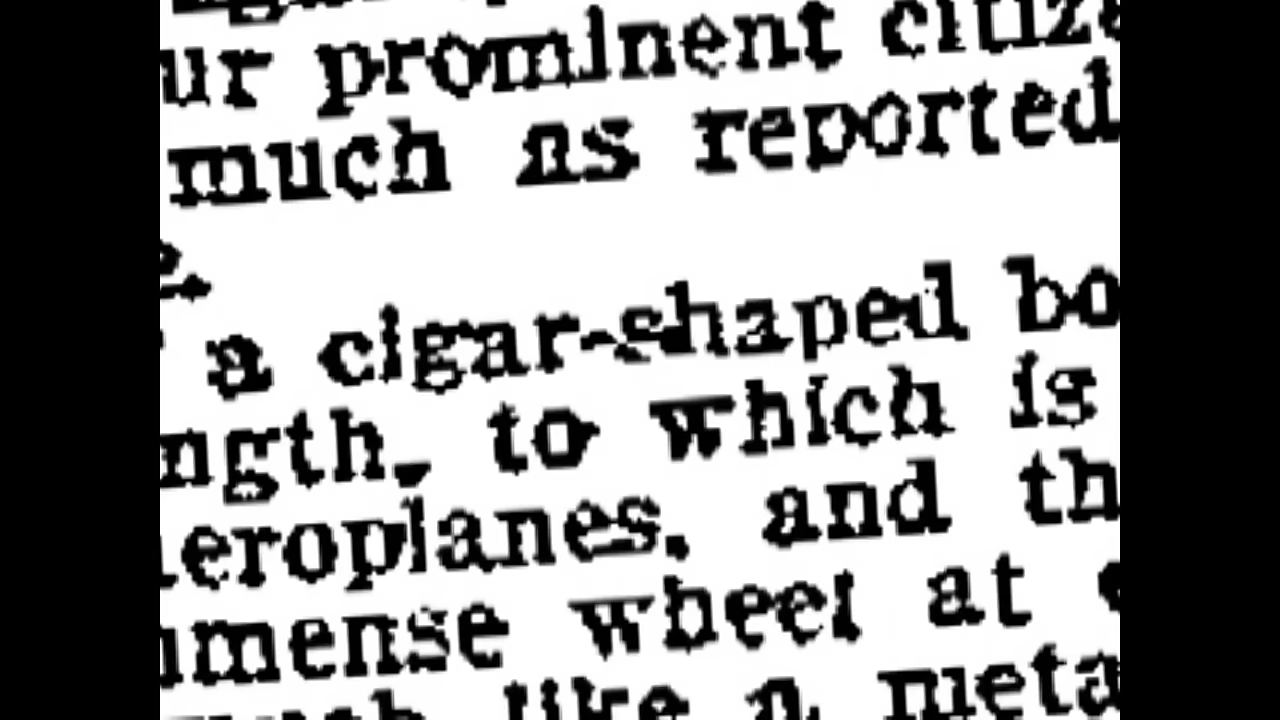 ur prominent citize
much as reported
e.
a cigar-shaped bo
ngth, to which is
eroplanes, and th
mense wheel at
like a meta